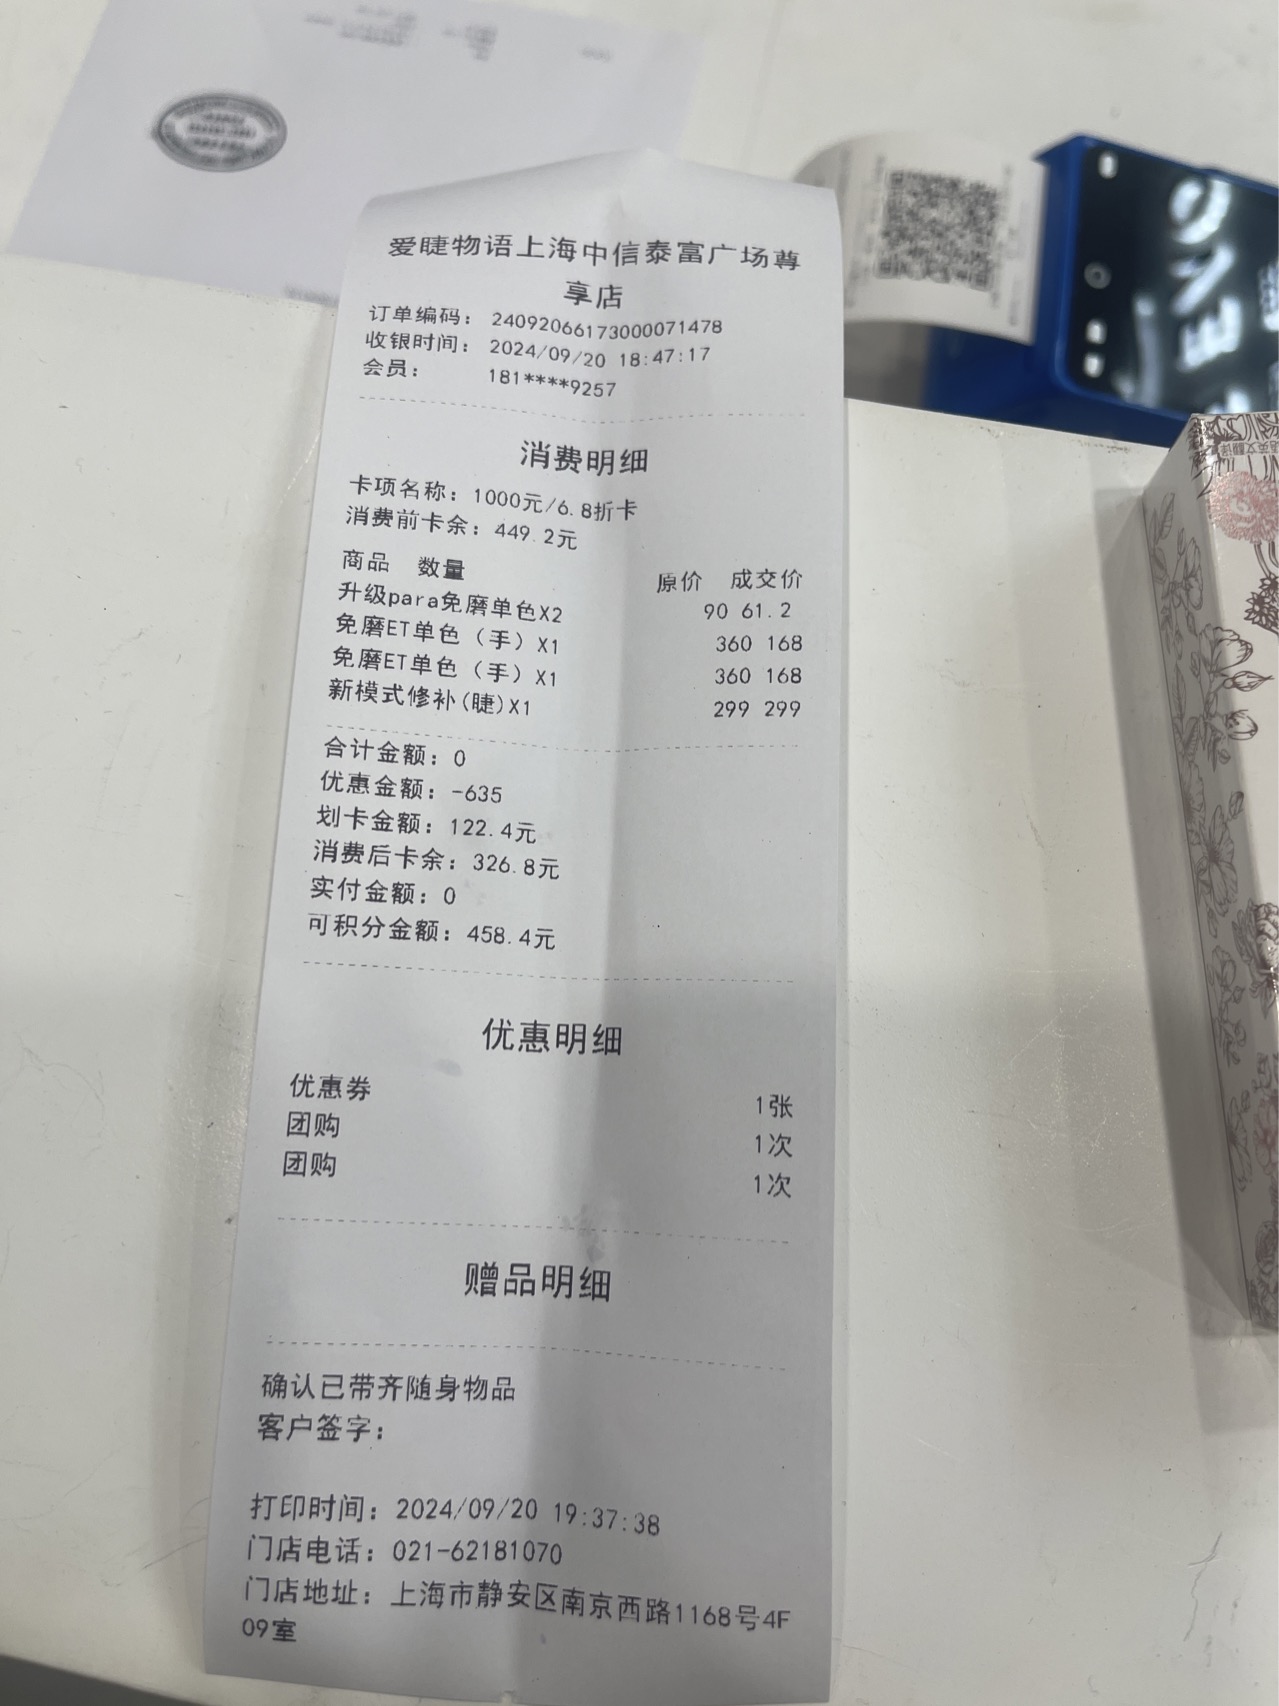 爱睫物语上海中信泰富广场尊
享店
订单编码： 24092066173000071478
收银时间： 2024/09/20 18:47:17
会员： 181****9257
消费明细
卡项名称：1000元/6.8折卡
消费前卡余：449.2元
商品 数量 原价 成交价
升级para免磨单色X2 90 61.2
免磨ET单色（手）X1 360 168
免磨ET单色（手）X1 360 168
新模式修补(睫)X1 299 299
合计金额：0
优惠金额：-635
划卡金额：122.4元
消费后卡余：326.8元
实付金额：0
可积分金额：458.4元
优惠明细
优惠券 1张
团购 1次
团购 1次
赠品明细
确认已带齐随身物品
客户签字：
打印时间：2024/09/20 19:37:38
门店电话：021-62181070
门店地址：上海市静安区南京西路1168号4F
09室